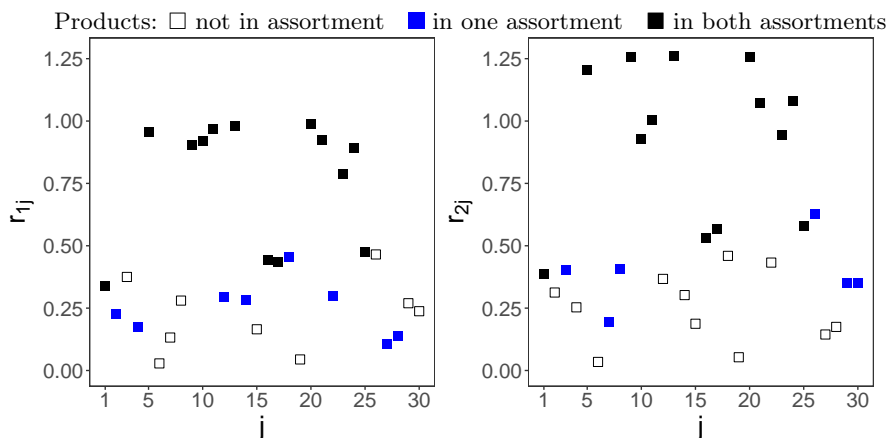 Products: not in assortment in one assortment in both assortments
1.25
1.00
0.75
0.50
0.25
0.00
r1j
1 5 10 15 20 25 30
j
1.25
1.00
0.75
0.50
0.25
0.00
r2j
1 5 10 15 20 25 30
j